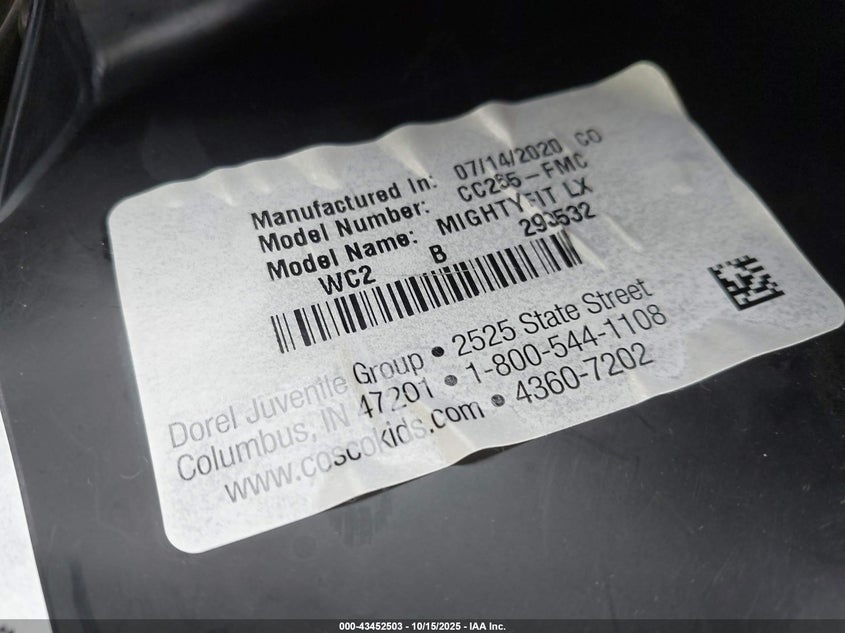 Manufactured In: 07/14/2020 CO
Model Number: CC265-FMC
Model Name: MIGHTYFIT LX
WC2 B
Dorel Juvenile Group • 2525 State Street
Columbus, IN 47201 • 1-800-544-1108
www.coscokids.com • 4360-7202
000-43452503 - 10/15/2025 - IAA Inc.